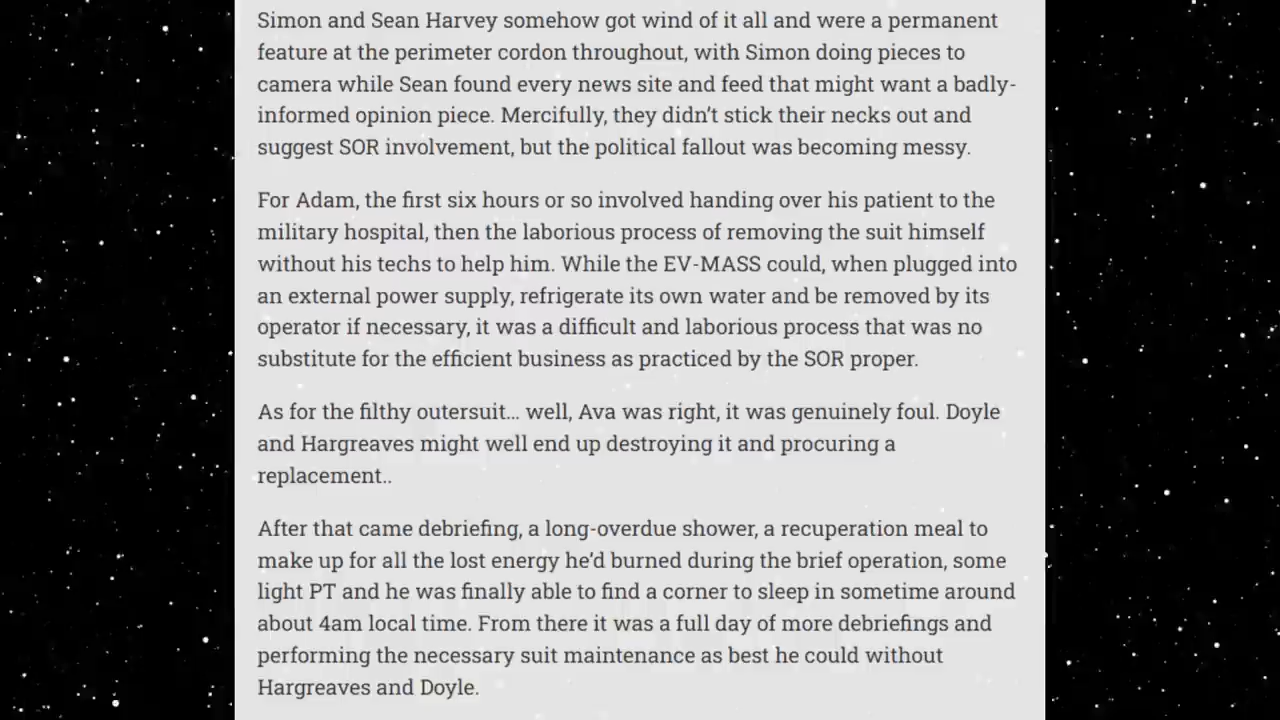 Simon and Sean Harvey somehow got wind of it all and were a permanent
feature at the perimeter cordon throughout, with Simon doing pieces to
camera while Sean found every news site and feed that might want a badly-
informed opinion piece. Mercifully, they didn’t stick their necks out and
suggest SOR involvement, but the political fallout was becoming messy.
For Adam, the first six hours or so involved handing over his patient to the
military hospital, then the laborious process of removing the suit himself
without his techs to help him. While the EV-MASS could, when plugged into
an external power supply, refrigerate its own water and be removed by its
operator if necessary, it was a difficult and laborious process that was no
substitute for the efficient business as practiced by the SOR proper.
As for the filthy outersuit… well, Ava was right, it was genuinely foul. Doyle
and Hargreaves might well end up destroying it and procuring a
replacement..
After that came debriefing, a long-overdue shower, a recuperation meal to
make up for all the lost energy he’d burned during the brief operation, some
light PT and he was finally able to find a corner to sleep in sometime around
about 4am local time. From there it was a full day of more debriefings and
performing the necessary suit maintenance as best he could without
Hargreaves and Doyle.